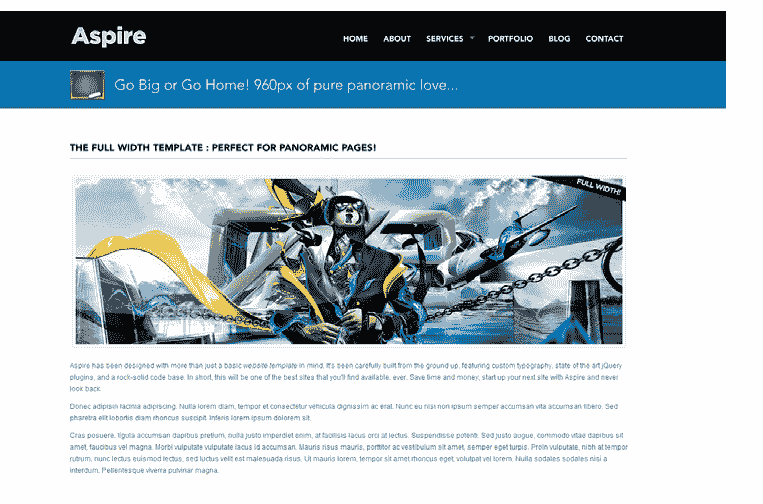 Aspire
HOME ABOUT SERVICES PORTFOLIO BLOG CONTACT
Go Big or Go Home! 960px of pure panoramic love...
THE FULL WIDTH TEMPLATE : PERFECT FOR PANORAMIC PAGES!
FULL WIDTH!
Aspire has been designed with more than just a basic website template in mind. It's been carefully built from the ground up, featuring custom typography, state of the art jQuery
plugins, and a rock-solid code base. In short, this will be one of the best sites that you'll find available, ever. Save time and money, start up your next site with Aspire and never
look back.
Donec adipisin lacinia adipiscing. Nulla lorem diam, tempor et consectetur vehicula dignissim ac erat. Nunc eu nisl non ipsum semper accumsan vita accumsan libero. Sed
pharetra elit lobortis diam rhoncus suscipit. Interis lorem ipsum dolorem sit.
Cras posuere, ligula accumsan dapibus pretium, nulla justo imperdiet enim, at facilisis lacus orci at lectus. Suspendisse potenti. Sed justo augue, commodo vitae dapibus sit
amet, faucibus vel magna. Morbi vulputate vulputate lacus id accumsan. Mauris risus mauris, porttitor ac vestibulum sit amet, semper eget turpis. Proin vulputate, nibh at tempor
rutrum, nunc lectus euismod lectus, sed luctus velit est malesuada risus. Ut mauris lorem, tempor sit amet rhoncus eget, volutpat vel lorem. Nulla sodales sodales nisi a
interdum. Pellentesque viverra pulvinar magna.